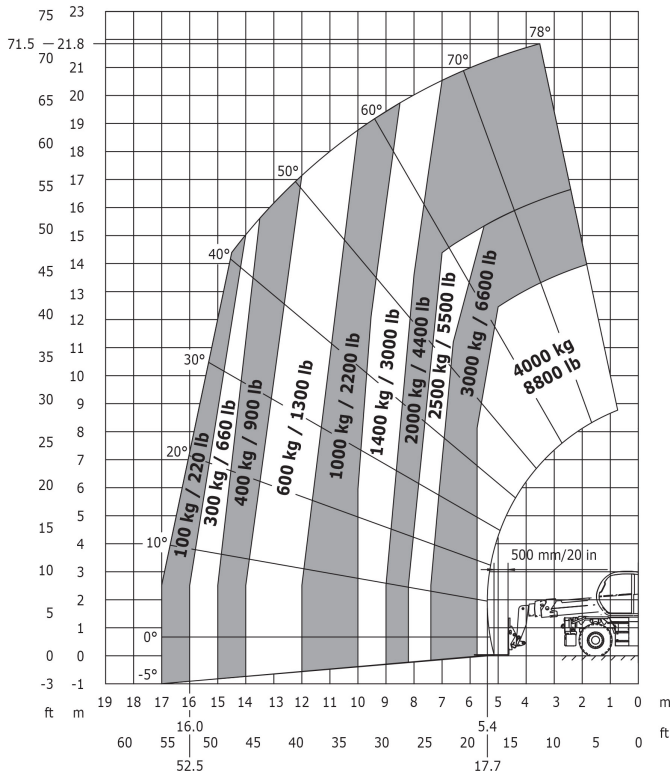 75 23
71.5 21.8 78°
70 22
21 70°
65 20
60° 19
60 18
17 50°
55 16
50 15
14 40°
45 13
40 12
11
35 10 30°
30 9
8
25 7 20°
20 6
5
15 4 10°
10 3
2
5 1 0°
0 0
-3 -1 -5°
100 kg / 220 lb
300 kg / 660 lb
400 kg / 900 lb
600 kg / 1300 lb
1000 kg / 2200 lb
1400 kg / 3000 lb
2000 kg / 4400 lb
2500 kg / 5500 lb
3000 kg / 6600 lb
4000 kg
8800 lb
500 mm/20 in
ft m 19 18 17 16 15 14 13 12 11 10 9 8 7 6 5 4 3 2 1 0 m
16.0 5.4 ft
60 55 50 45 40 35 30 25 20 15 10 5 0
52.5 17.7